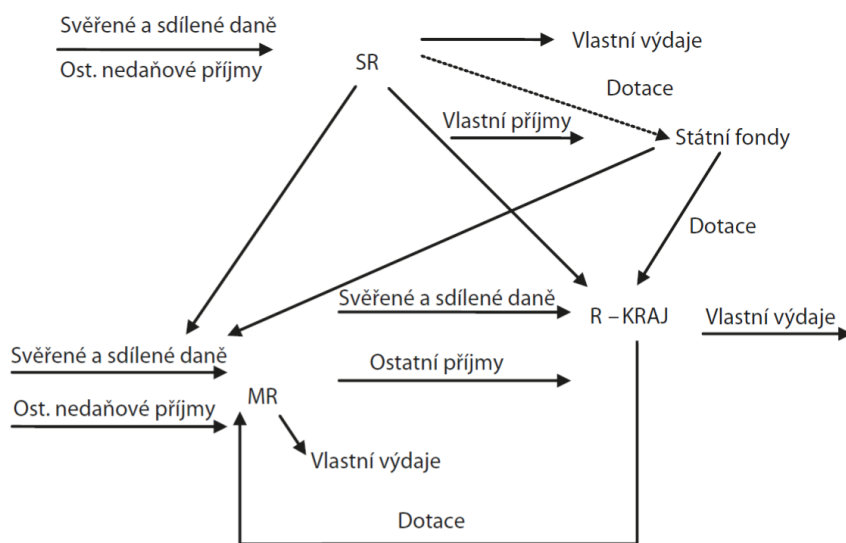 Svěřené a sdílené daně
Ost. nedaňové příjmy
SR
Vlastní výdaje
Dotace
Vlastní příjmy
Státní fondy
Dotace
Svěřené a sdílené daně
R – KRAJ
Vlastní výdaje
Svěřené a sdílené daně
Ostatní příjmy
MR
Ost. nedaňové příjmy
Vlastní výdaje
Dotace